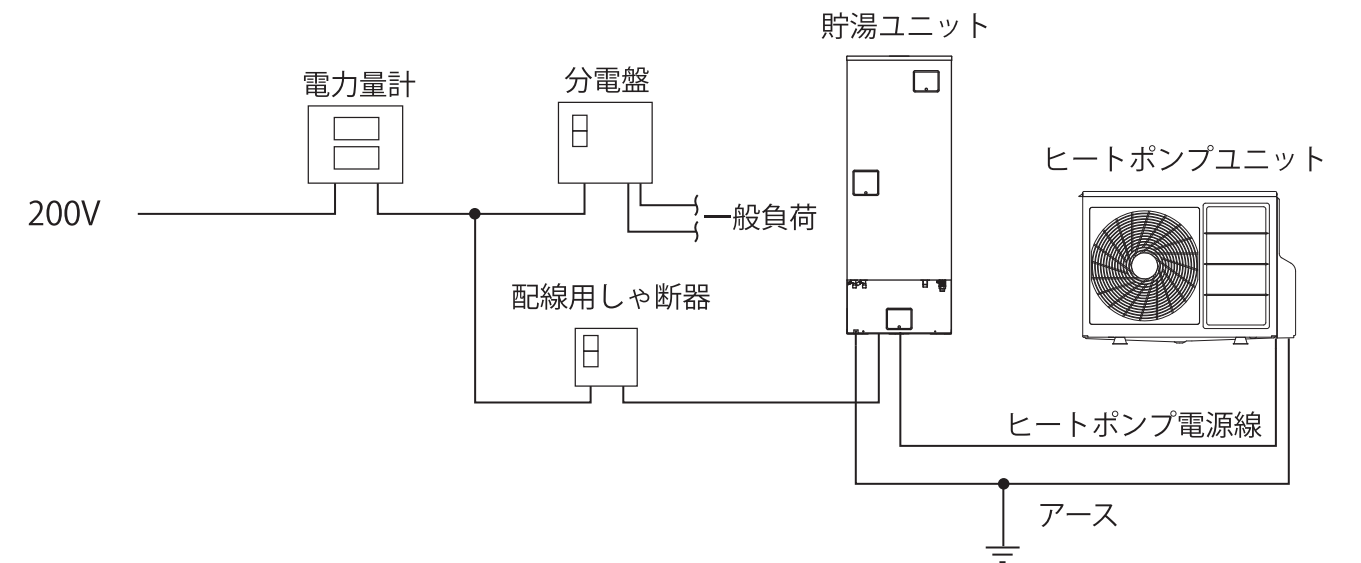 貯湯ユニット
電力量計
分電盤
ヒートポンプユニット
200V
一般負荷
配線用しゃ断器
ヒートポンプ電源線
アース